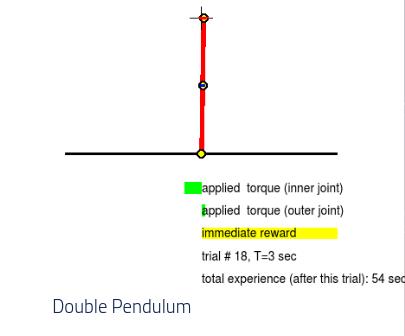 applied torque (inner joint)
applied torque (outer joint)
immediate reward
trial # 18, T=3 sec
total experience (after this trial): 54 sec
Double Pendulum